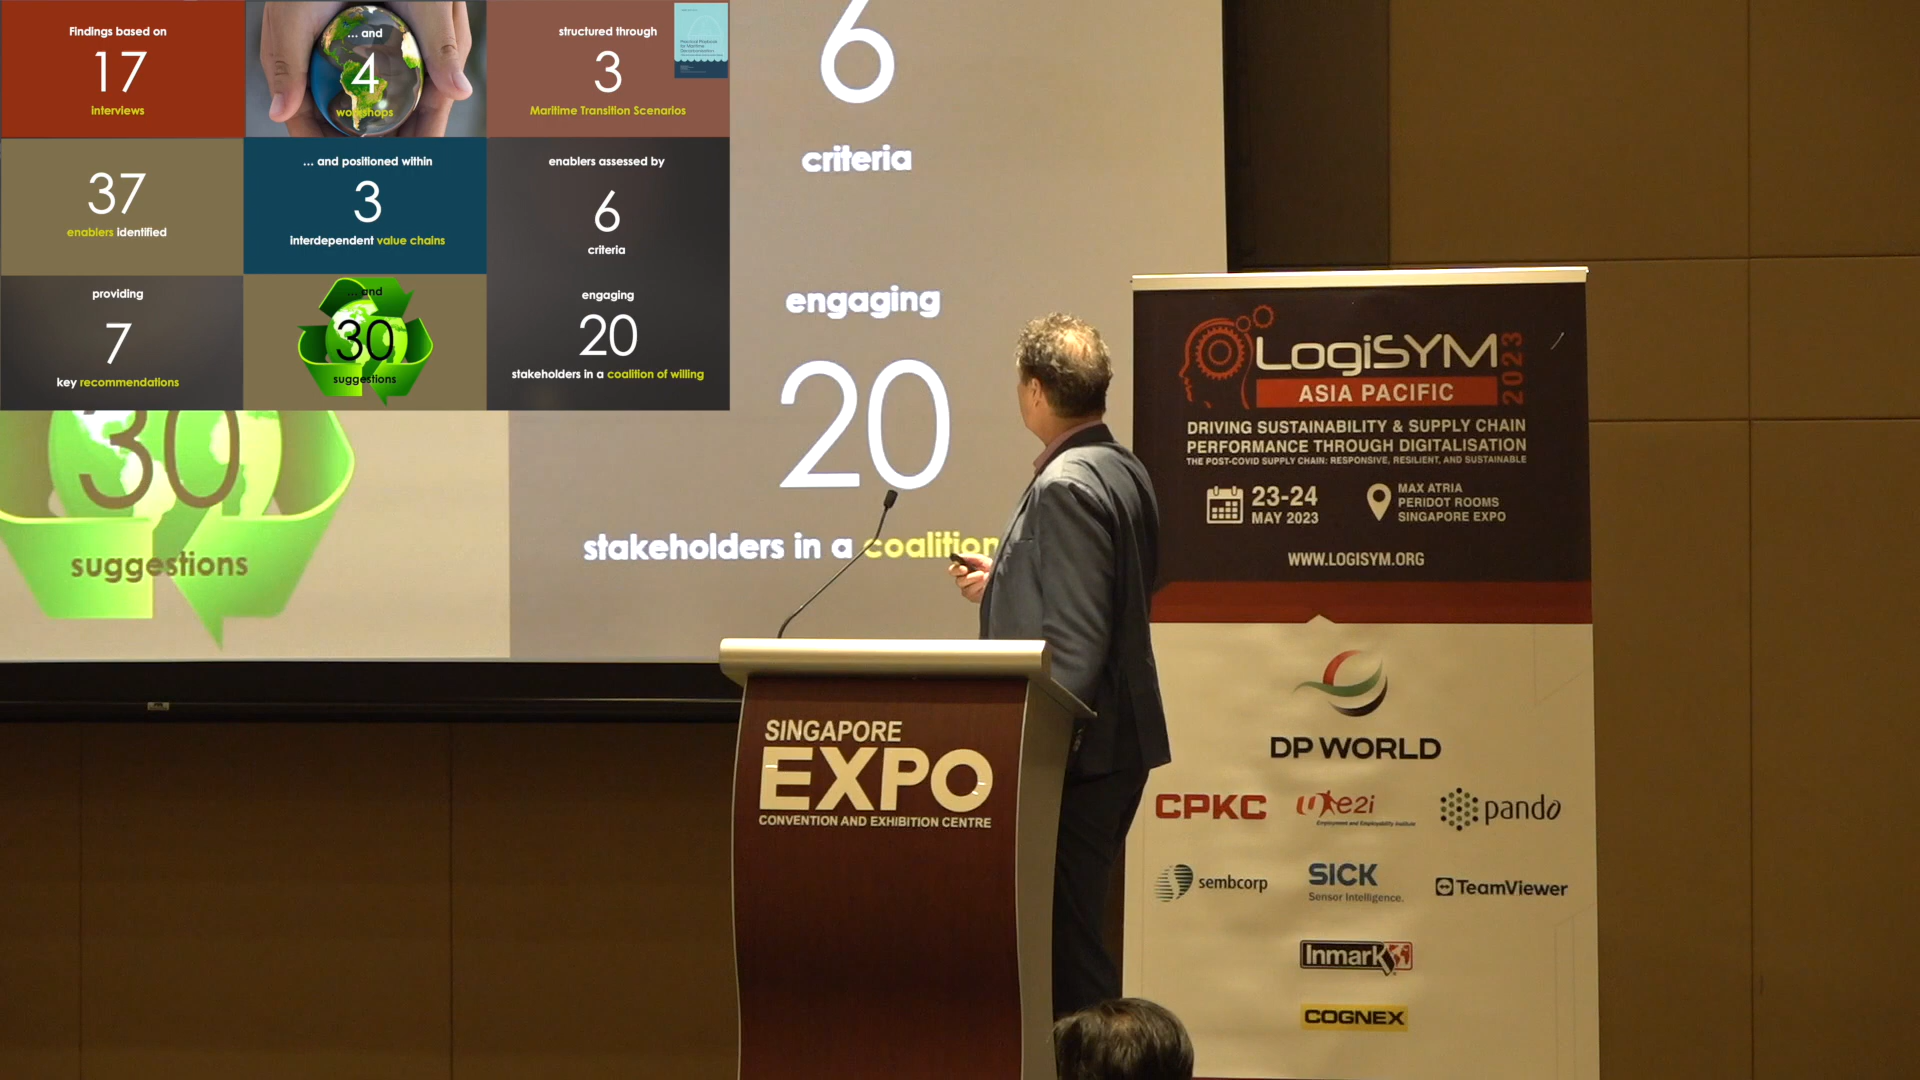 Findings based on
17
interviews
... and
4
workshops
structured through
3
Maritime Transition Scenarios
37
enablers identified
... and positioned within
3
interdependent value chains
enablers assessed by
6
criteria
providing
7
key recommendations
... and
30
suggestions
engaging
20
stakeholders in a coalition of willing
6
criteria
engaging
20
stakeholders in a coalition
30
suggestions
LogiSYM
2023
ASIA PACIFIC
DRIVING SUSTAINABILITY & SUPPLY CHAIN
PERFORMANCE THROUGH DIGITALISATION
THE POST-COVID SUPPLY CHAIN: RESPONSIVE, RESILIENT, AND SUSTAINABLE
23-24
MAY 2023
MAX ATRIA
PERIDOT ROOMS
SINGAPORE EXPO
WWW.LOGISYM.ORG
DP WORLD
CPKC
e2i
Employment and Employability Institute
pando
sembcorp
SICK
Sensor Intelligence.
TeamViewer
Inmark
COGNEX
SINGAPORE
EXPO
CONVENTION AND EXHIBITION CENTRE